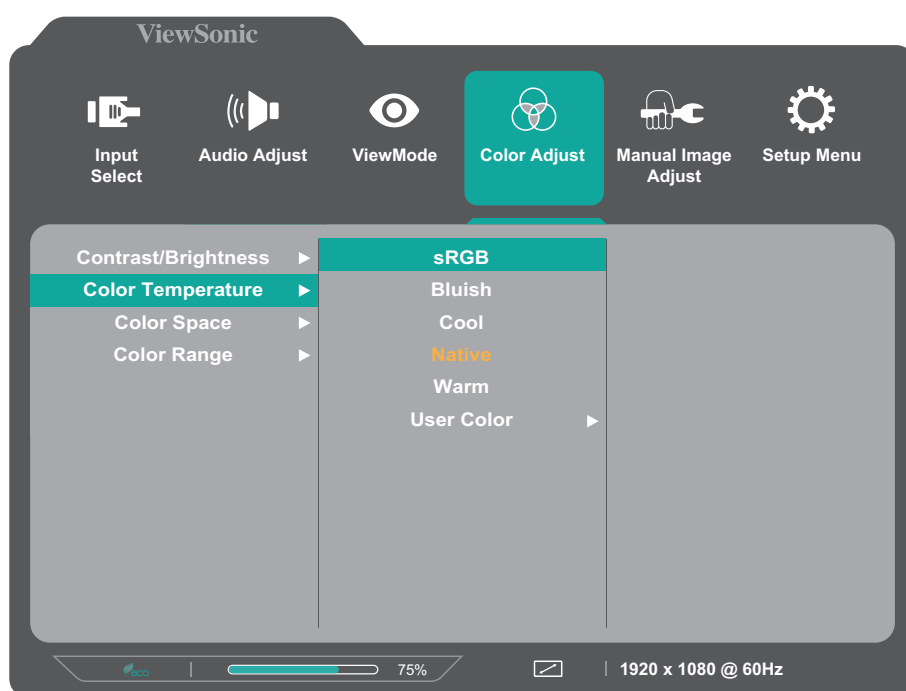 ViewSonic
Input Select
Audio Adjust
ViewMode
Color Adjust
Manual Image Adjust
Setup Menu
Contrast/Brightness
Color Temperature
Color Space
Color Range
sRGB
Bluish
Cool
Native
Warm
User Color
eco
75%
1920 x 1080 @ 60Hz